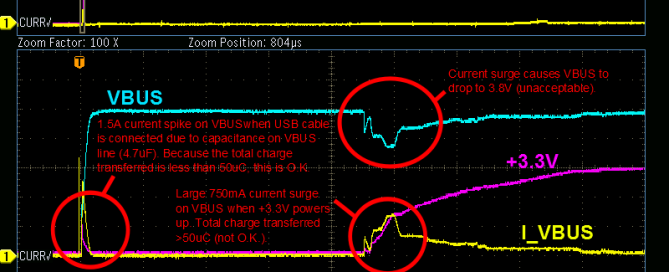 1 CURR
Zoom Factor: 100 X Zoom Position: 804µs
T
VBUS
Current surge causes VBUS to
drop to 3.8V (unacceptable)
1.5A current spike on VBUSwhen USB cable
is connected due to capacitance on VBUS
line (4.7uF). Because the total charge
transferred is less than 50uC, this is O.K.
+3.3V
Large 750mA current surge
on VBUS when +3.3V powers
up. Total charge transferred
>50uC (not O.K.)
I_VBUS
1 CURR